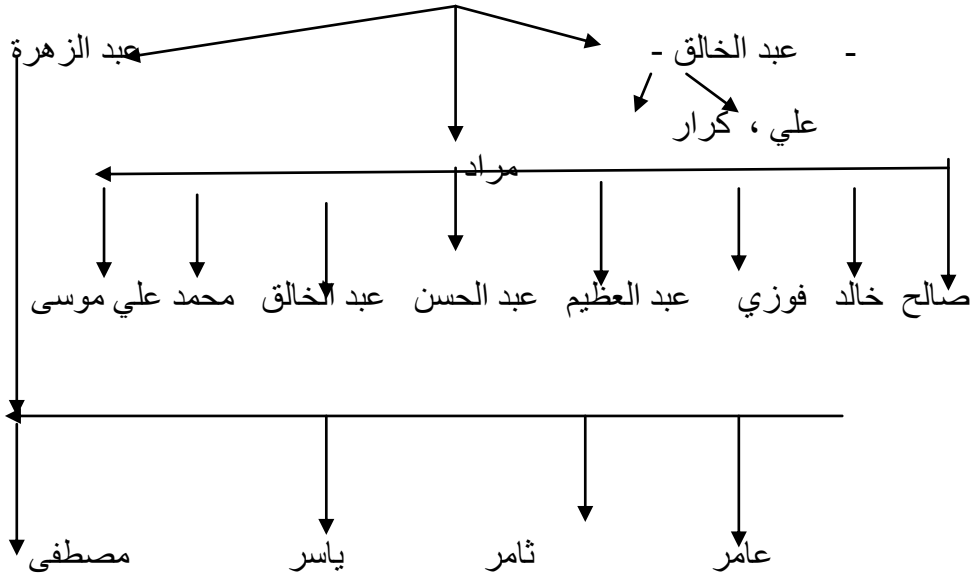 - عبد الخالق - عبد الزهرة
علي ، كرار
مراد
صالح خالد فوزي عبد العظيم عبد الحسن عبد الخالق محمد علي موسى
عامر ثامر ياسر مصطفى